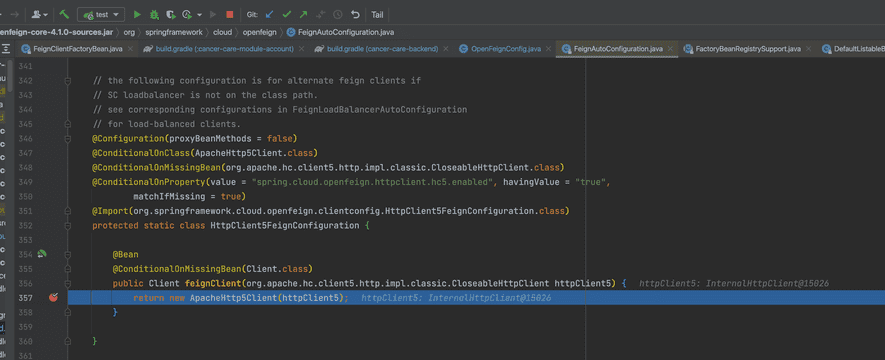 test
Git:
Tail
enfeign-core-4.1.0-sources.jar org springframework cloud openfeign FeignAutoConfiguration
FeignClientFactoryBean.java build.gradle (:cancer-care-module-account) build.gradle (cancer-care-backend) OpenFeignConfig.java FeignAutoConfiguration.java FactoryBeanRegistrySupport.java DefaultListableB
341
342 // the following configuration is for alternate feign clients if
343 // SC loadbalancer is not on the class path.
344 // see corresponding configurations in FeignLoadBalancerAutoConfiguration
345 // for load-balanced clients.
346 @Configuration(proxyBeanMethods = false)
347 @ConditionalOnClass(ApacheHttp5Client.class)
348 @ConditionalOnMissingBean(org.apache.hc.client5.http.impl.classic.CloseableHttpClient.class)
349 @ConditionalOnProperty(value = "spring.cloud.openfeign.httpclient.hc5.enabled", havingValue = "true",
350 matchIfMissing = true)
351 @Import(org.springframework.cloud.openfeign.clientconfig.HttpClient5FeignConfiguration.class)
352 protected static class HttpClient5FeignConfiguration {
353
354 @Bean
355 @ConditionalOnMissingBean(Client.class)
356 public Client feignClient(org.apache.hc.client5.http.impl.classic.CloseableHttpClient httpClient5) { httpClient5: InternalHttpClient@15026
357 return new ApacheHttp5Client(httpClient5); httpClient5: InternalHttpClient@15026
358 }
359
360 }
361